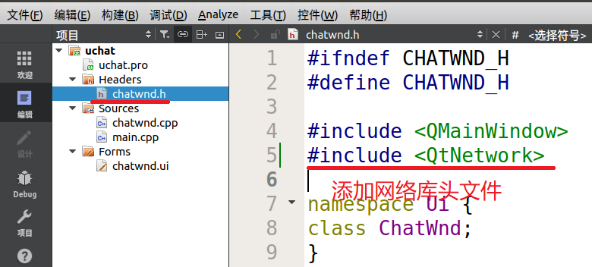 文件(F) 编辑(E) 构建(B) 调试(D) Analyze 工具(T) 控件(W) 帮助(H)
项目
chatwnd.h
# <选择符号>
欢迎
编辑
设计
Debug
项目
uchat
uchat.pro
Headers
chatwnd.h
Sources
chatwnd.cpp
main.cpp
Forms
chatwnd.ui
1 #ifndef CHATWND_H
2 #define CHATWND_H
3
4 #include <QMainWindow>
5 #include <QtNetwork>
6
添加网络库头文件
7 namespace Ui {
8 class ChatWnd;
9 }